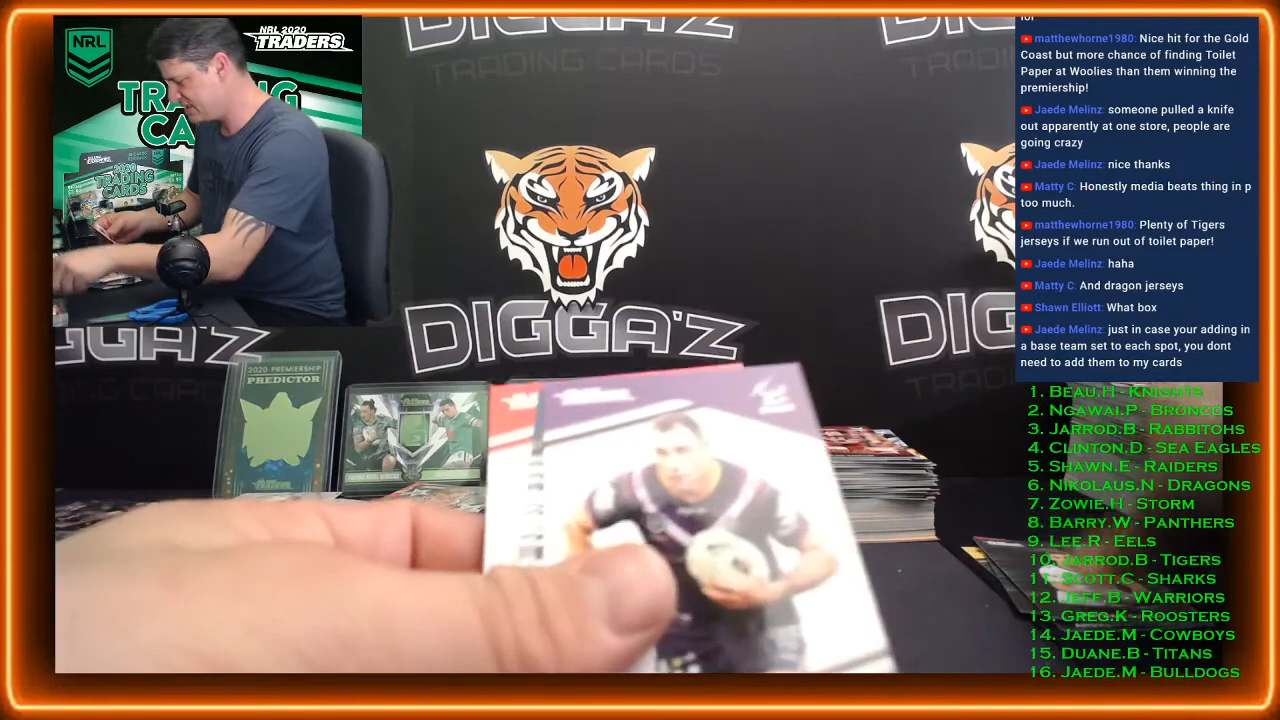 NRL
NRL 2020
TRADERS
TRADING
2020
TRADING
CARDS
DIGGA'Z
TRADING CARDS
DIGGA'Z
2020 PREMIERSHIP
PREDICTOR
for
matthewhorne1980: Nice hit for the Gold
Coast but more chance of finding Toilet
Paper at Woolies than them winning the
premiership!
Jaede Melinz: someone pulled a knife
out apparently at one store, people are
going crazy
Jaede Melinz: nice thanks
Matty C: Honestly media beats thing in p
too much.
matthewhorne1980: Plenty of Tigers
jerseys if we run out of toilet paper!
Jaede Melinz: haha
Matty C: And dragon jerseys
Shawn Elliott: What box
Jaede Melinz: just in case your adding in
a base team set to each spot, you dont
need to add them to my cards
1. Beau.H - Knights
2. Ngawai.P - Broncos
3. Jarrod.B - Rabbitohs
4. Clinton.D - Sea Eagles
5. Shawn.E - Raiders
6. Nikolaus.N - Dragons
7. Zowie.H - Storm
8. Barry.W - Panthers
9. Lee.R - Eels
10. Jarrod.B - Tigers
11. Scott.C - Sharks
12. Jeff.B - Warriors
13. Greg.K - Roosters
14. Jaede.M - Cowboys
15. Duane.B - Titans
16. Jaede.M - Bulldogs